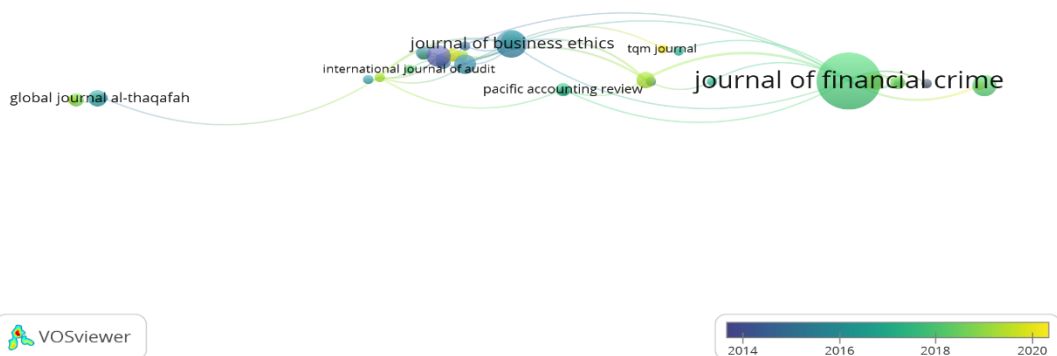 journal of business ethics
tqm journal
international journal of audit
journal of financial crime
pacific accounting review
global journal al-thaqafah
VOSviewer
2014 2016 2018 2020